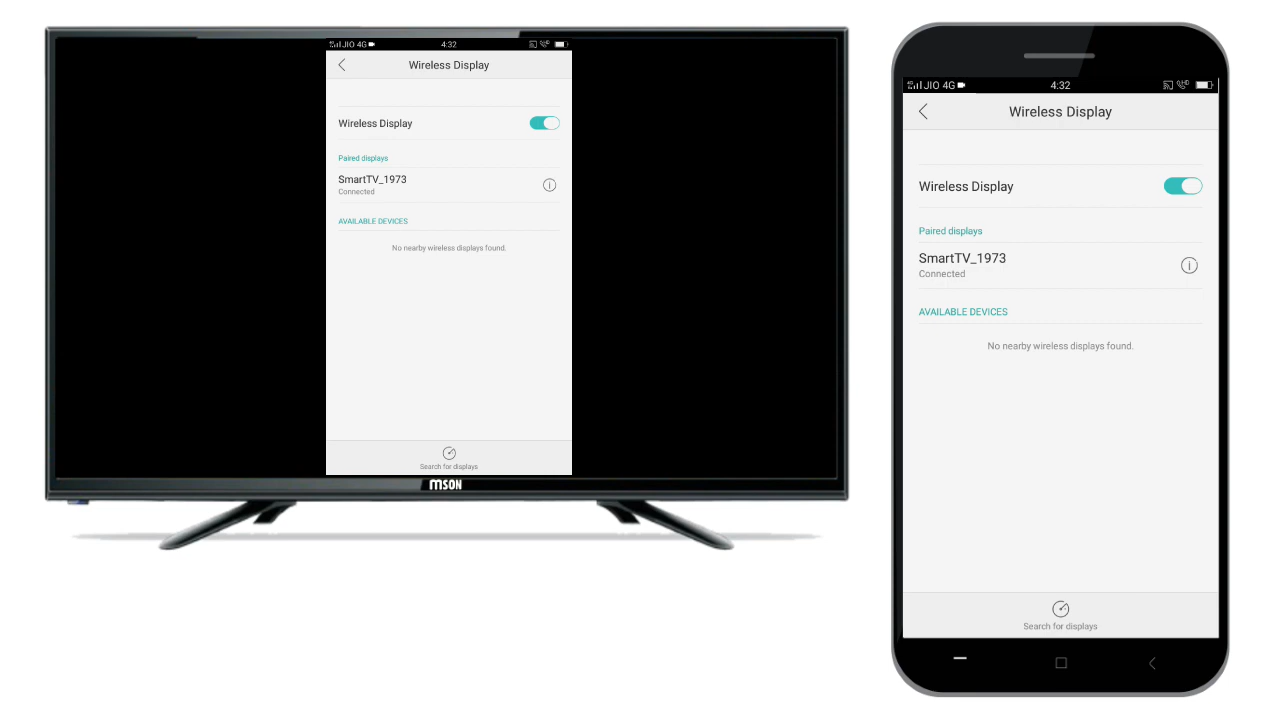 JIO 4G
4:32
Wireless Display
Wireless Display
Paired displays
SmartTV_1973
Connected
AVAILABLE DEVICES
No nearby wireless displays found.
Search for displays
mSON
JIO 4G
4:32
HD
Wireless Display
Wireless Display
Paired displays
SmartTV_1973
Connected
AVAILABLE DEVICES
No nearby wireless displays found.
Search for displays